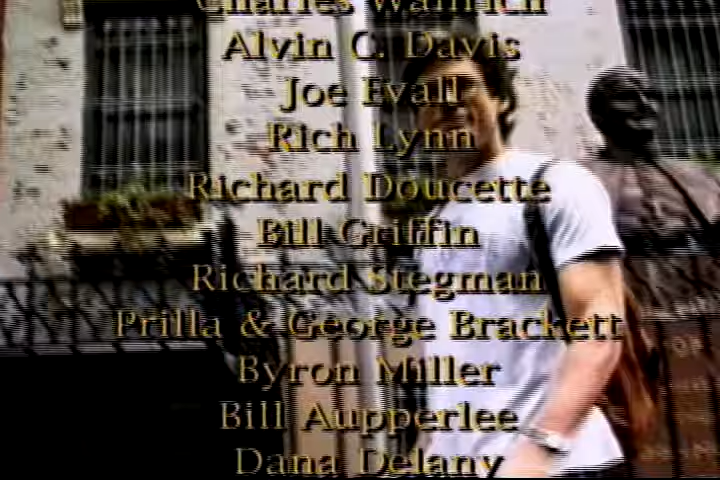 Charles
Alvin C. Davis
Joe Evall
Rich Lynn
Richard Doucette
Bill Griffin
Richard Stegman
Prilla & George Brackett
Byron Miller
Bill Aupperlee
Dana Delany